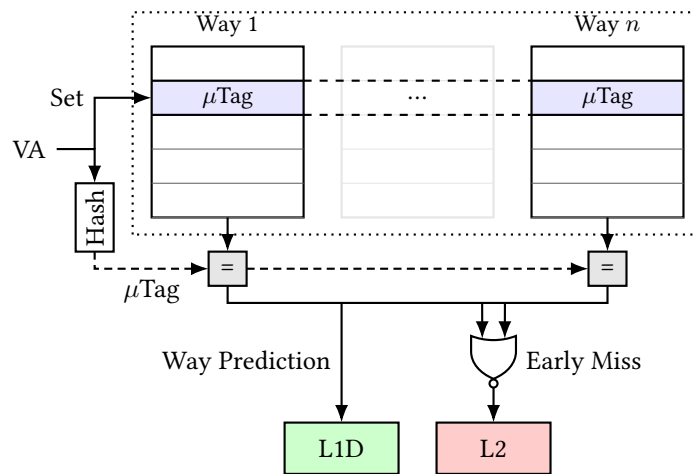 Way 1
Way n
Set
μTag
...
μTag
VA
Hash
μTag
=
=
Way Prediction
Early Miss
L1D
L2